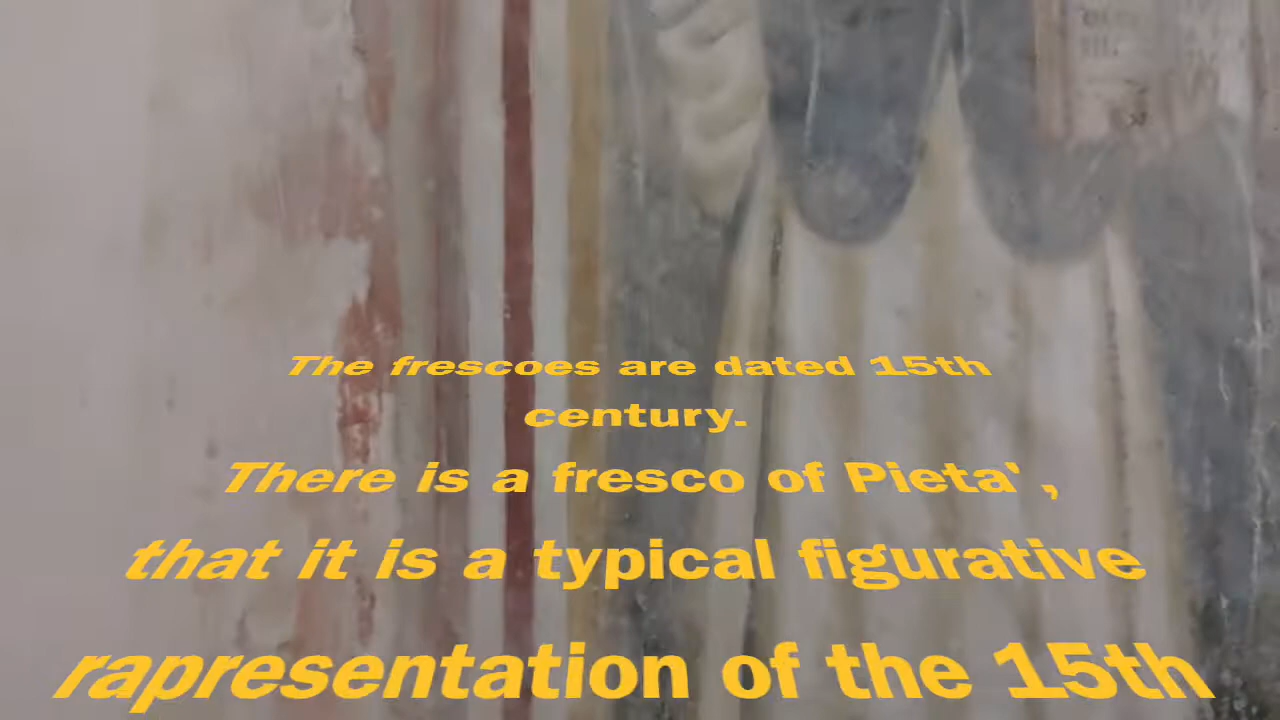 The frescoes are dated 15th
century.
There is a fresco of Pieta' ,
that it is a typical figurative
rapresentation of the 15th